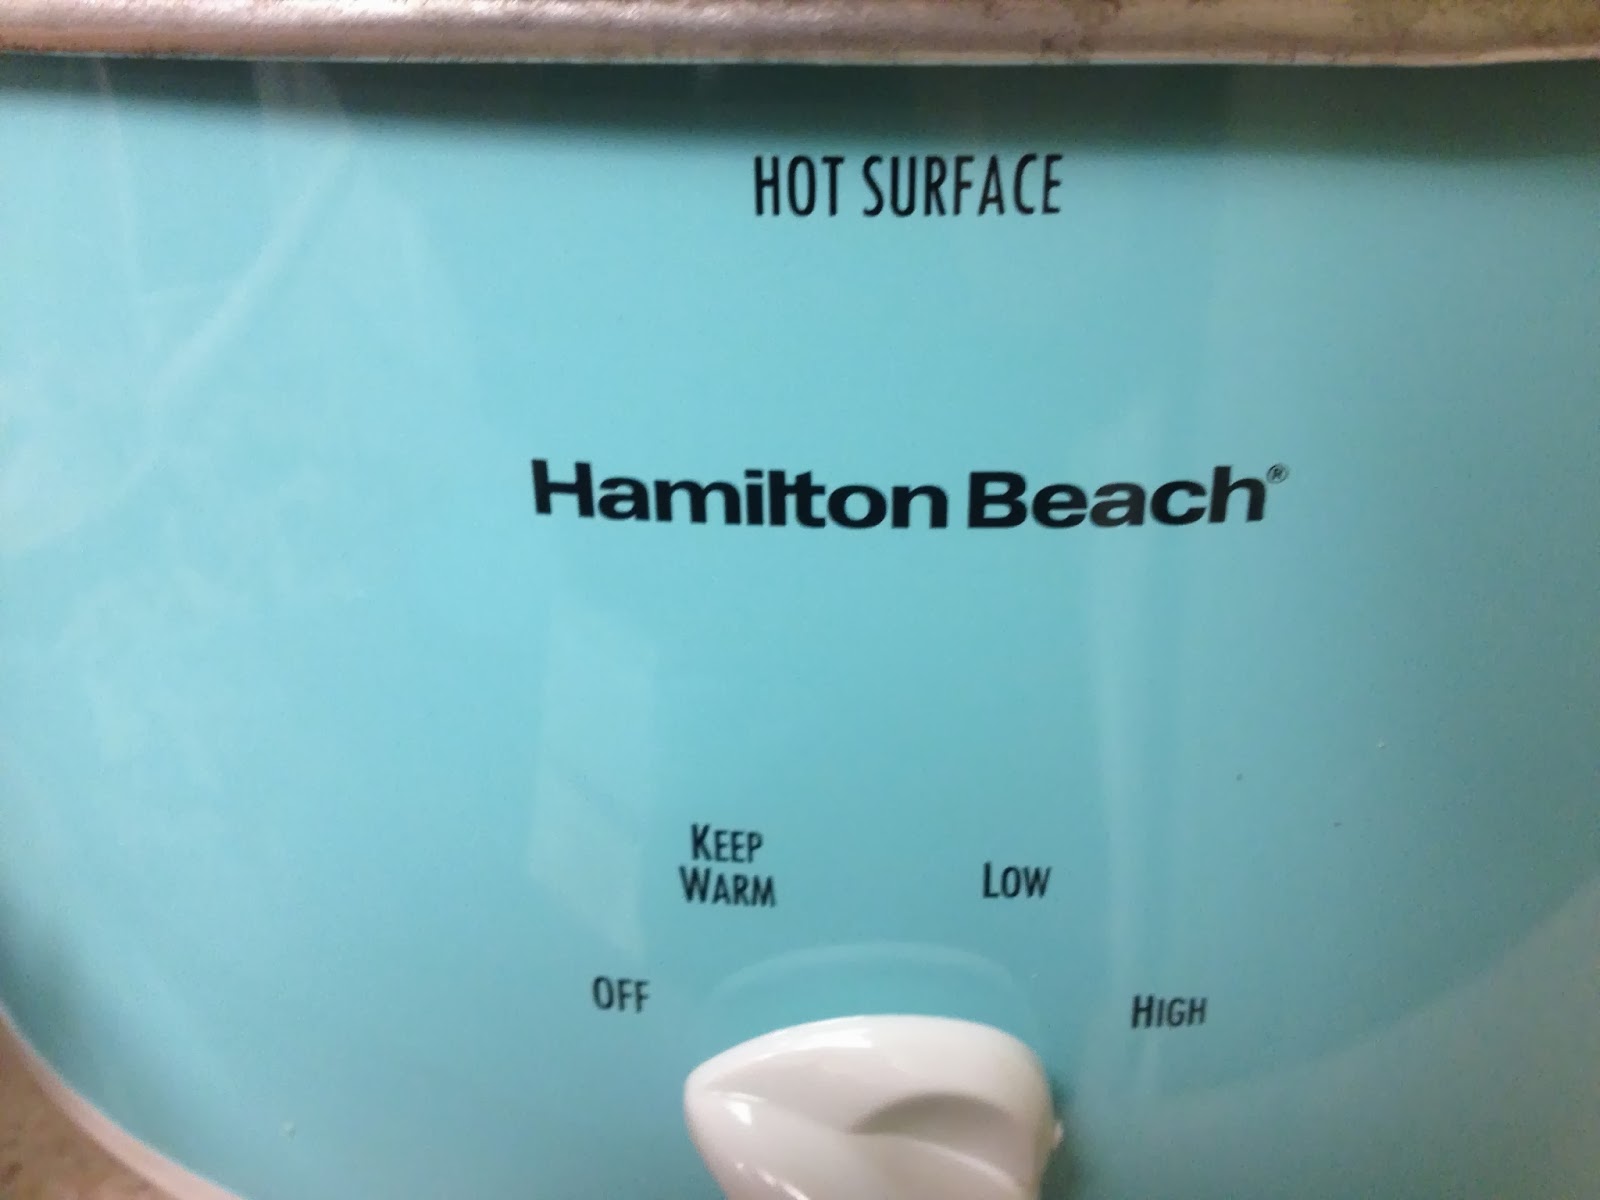 HOT SURFACE
Hamilton Beach®
KEEP
WARM
LOW
OFF
HIGH